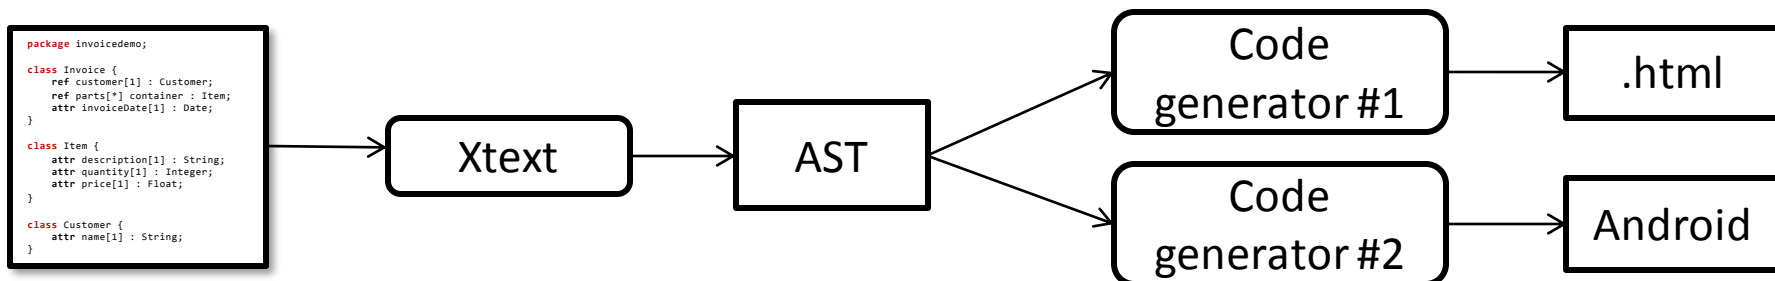 package invoicedemo;
class Invoice {
ref customer[1] : Customer;
ref parts[*] container : Item;
attr invoiceDate[1] : Date;
}
class Item {
attr description[1] : String;
attr quantity[1] : Integer;
attr price[1] : Float;
}
class Customer {
attr name[1] : String;
}
Xtext
AST
Code
generator #1
.html
Code
generator #2
Android